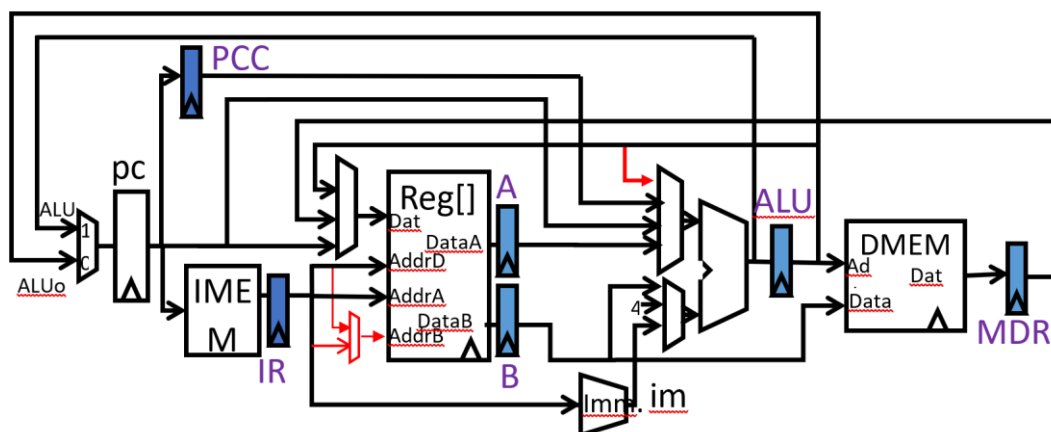 PCC
pc
ALU
1
ALUo
IME
M
IR
Reg[]
Dat
DataA
AddrD
AddrA
DataB
AddrB
A
B
4
Imm.
im
ALU
DMEM
Ad
Dat
Data
MDR